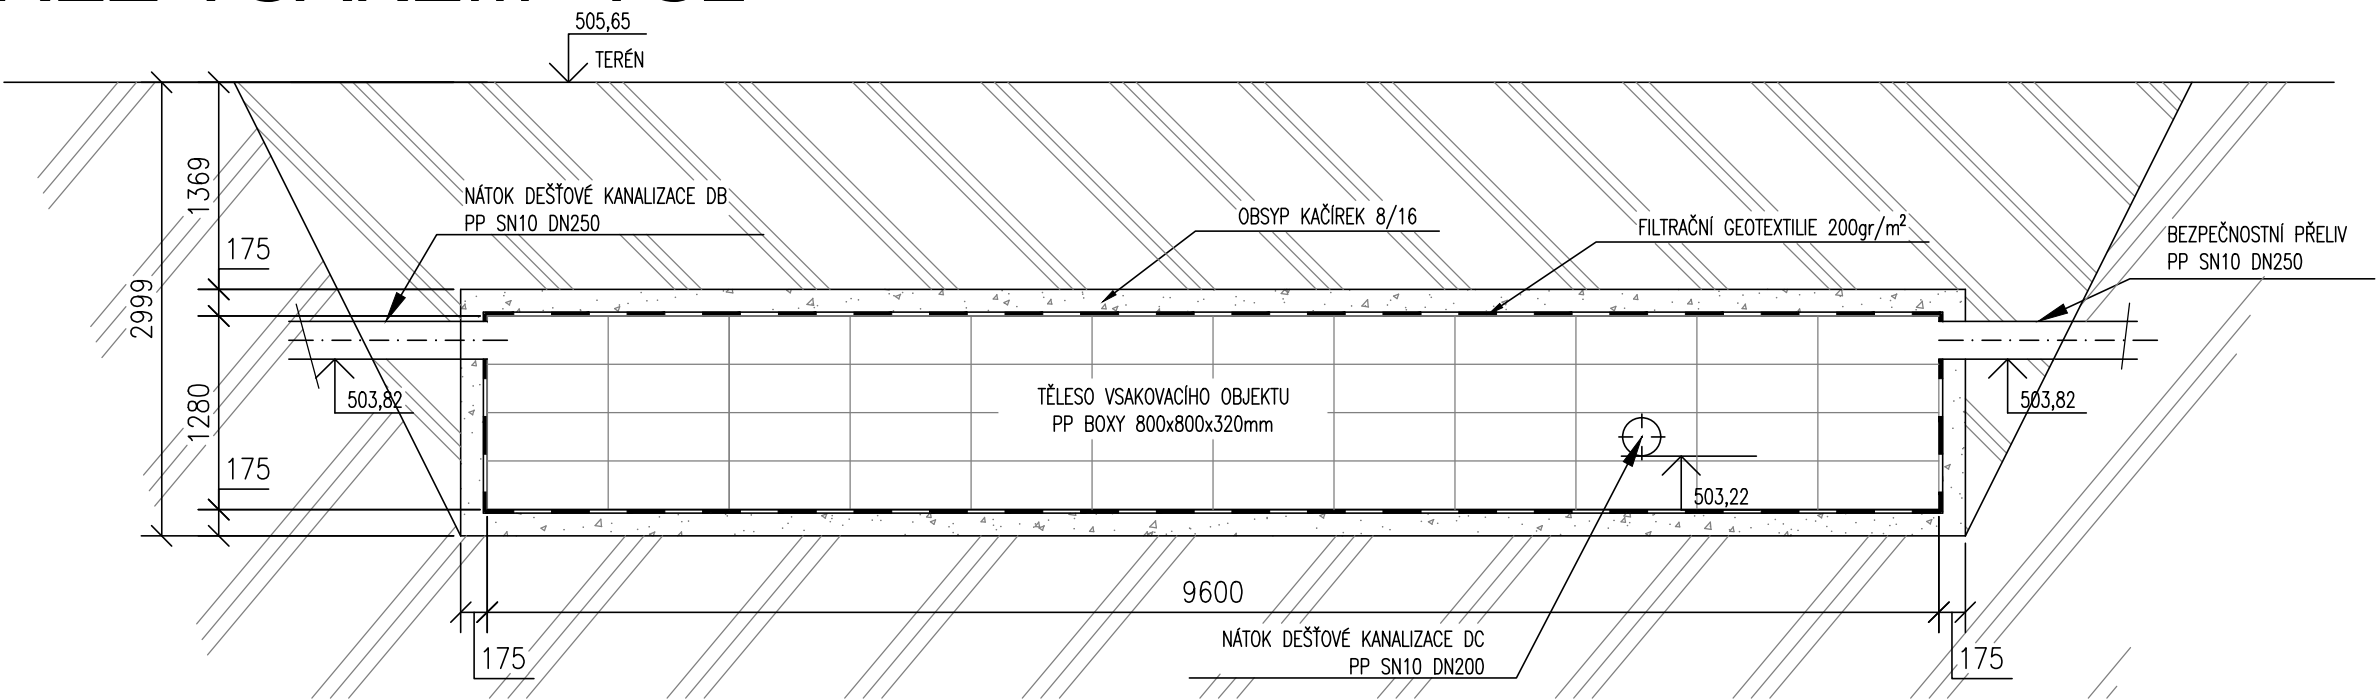 505,65
TERÉN
1369
175
2999
1280
175
NÁTOK DEŠŤOVÉ KANALIZACE DB
PP SN10 DN250
OBSYP KAČÍREK 8/16
FILTRAČNÍ GEOTEXTILIE 200gr/m²
BEZPEČNOSTNÍ PŘELIV
PP SN10 DN250
503,82
TĚLESO VSAKOVACÍHO OBJEKTU
PP BOXY 800x800x320mm
503,82
503,22
9600
NÁTOK DEŠŤOVÉ KANALIZACE DC
PP SN10 DN200
175
175